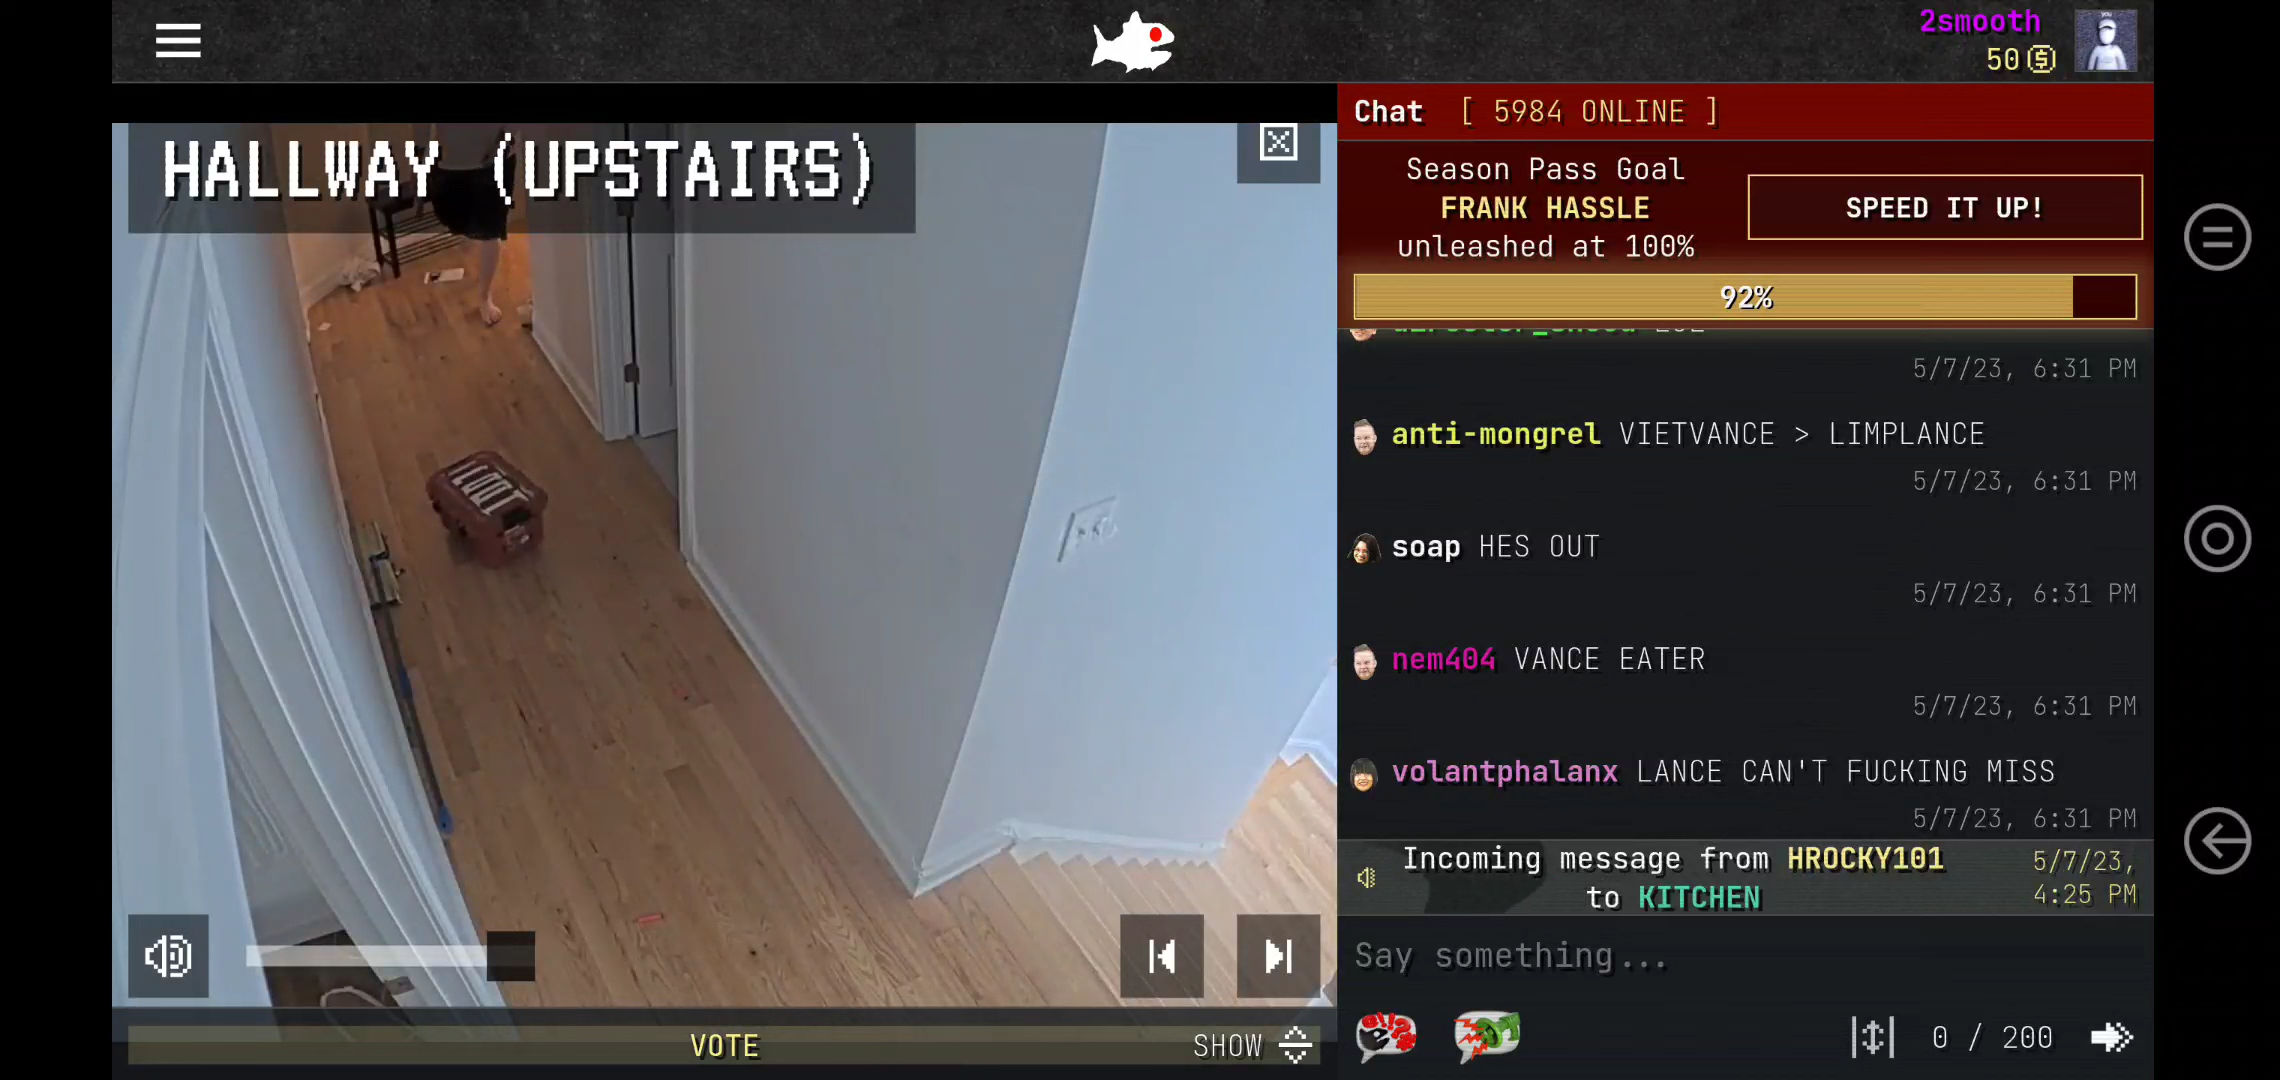 2smooth
50
HALLWAY (UPSTAIRS)
LOOT
VOTE
SHOW
Chat [ 5984 ONLINE ]
Season Pass Goal
FRANK HASSLE
unleashed at 100%
SPEED IT UP!
92%
5/7/23, 6:31 PM
anti-mongrel VIETVANCE > LIMPLANCE
5/7/23, 6:31 PM
soap HES OUT
5/7/23, 6:31 PM
nem404 VANCE EATER
5/7/23, 6:31 PM
volantphalanx LANCE CAN'T FUCKING MISS
5/7/23, 6:31 PM
Incoming message from HROCKY101
to KITCHEN
5/7/23,
4:25 PM
Say something...
0 / 200